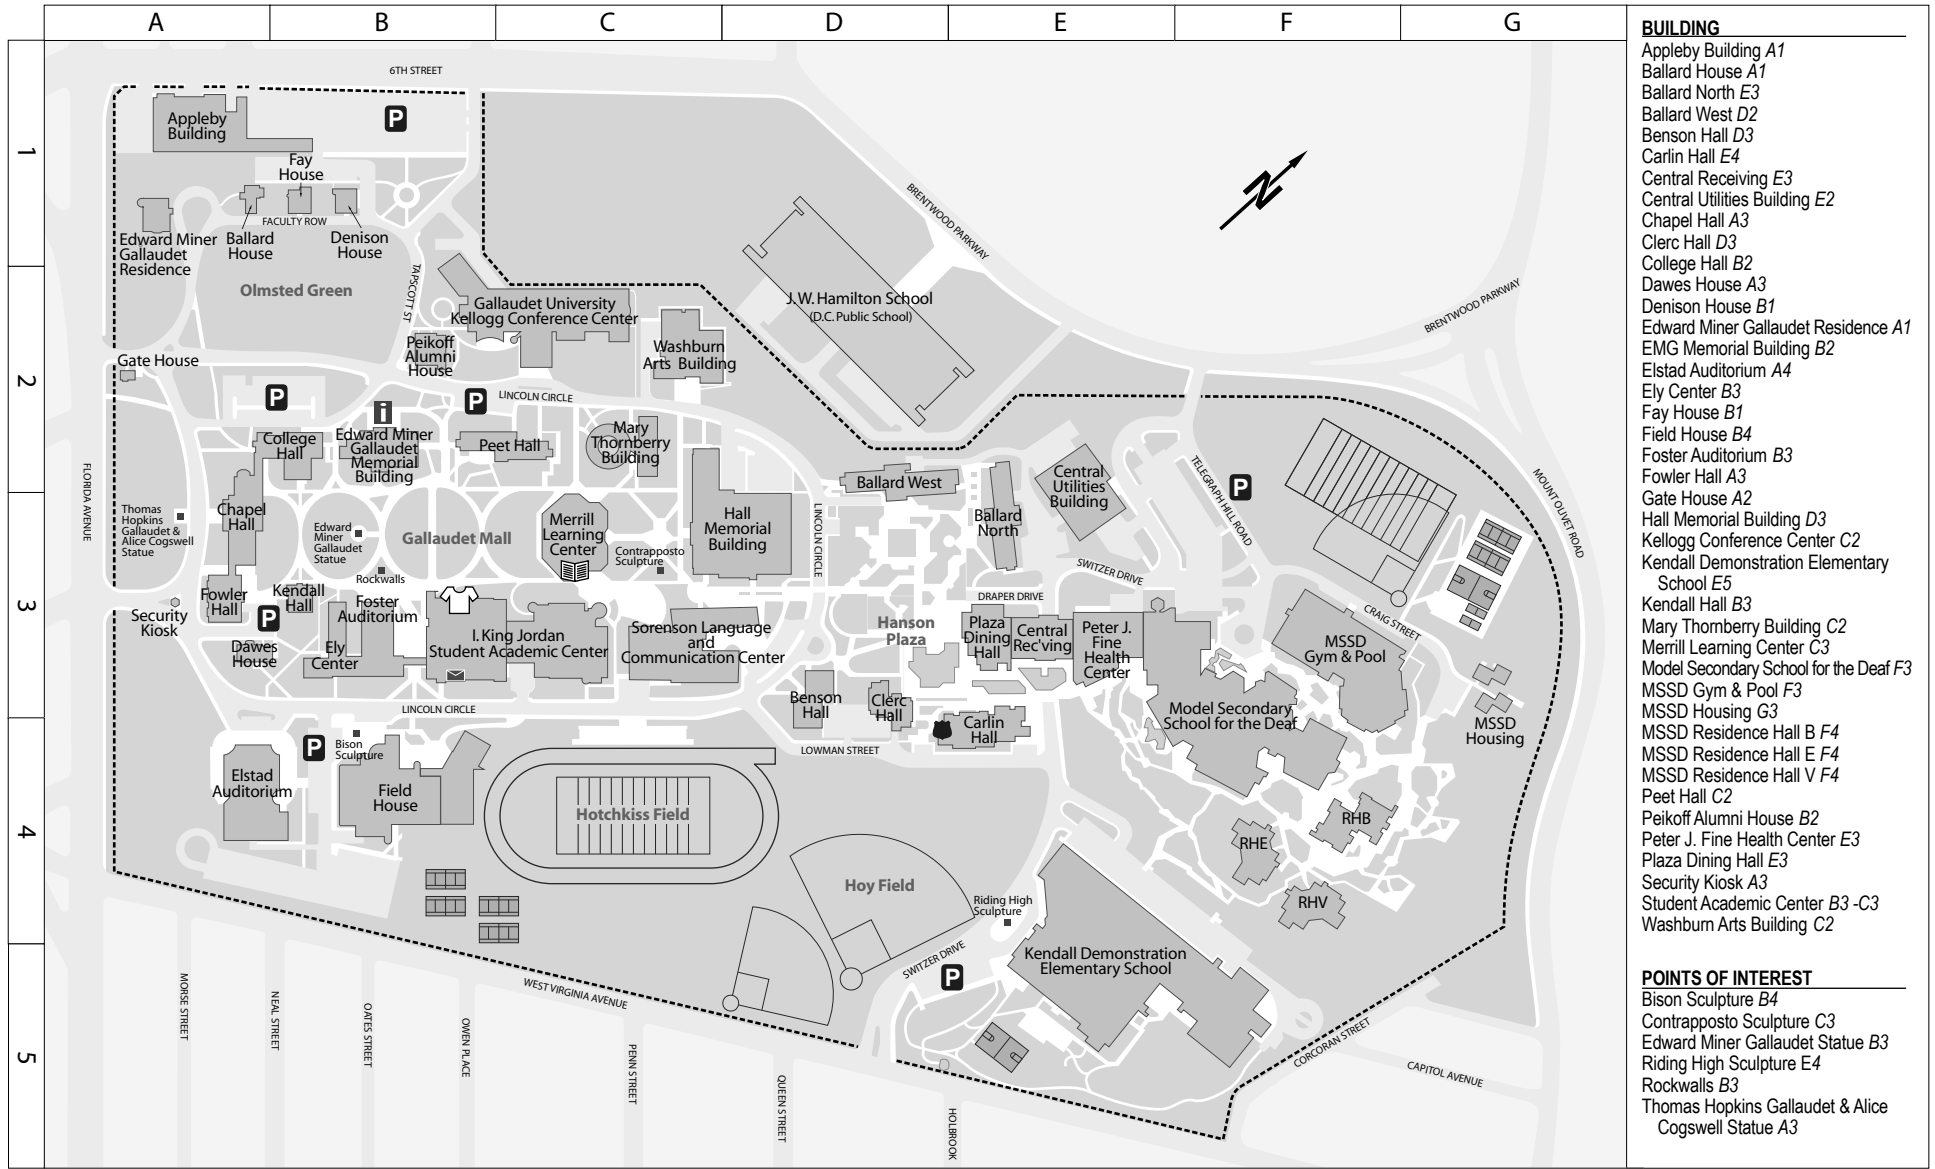 A
B
C
D
E
F
G
1
2
3
4
5
6TH STREET
P
Appleby
Building
Fay
House
FACULTY ROW
Edward Miner
Gallaudet
Residence
Ballard
House
Denison
House
BRENTWOOD PARKWAY
N
TAPSCOTT ST
Olmsted Green
Gallaudet University
Kellogg Conference Center
J.W. Hamilton School
(D.C. Public School)
BRENTWOOD PARKWAY
Peikoff
Alumni
House
Washburn
Arts Building
Gate House
P
i
P
LINCOLN CIRCLE
College
Hall
Edward Miner
Gallaudet
Memorial
Building
Peet Hall
Mary
Thornberry
Building
FLORIDA AVENUE
Ballard West
Central
Utilities
Building
TELEGRAPH HILL ROAD
P
MOUNT OLIVET ROAD
Thomas
Hopkins
Gallaudet &
Alice Cogswell
Statue
Chapel
Hall
Edward
Miner
Gallaudet
Statue
Gallaudet Mall
Merrill
Learning
Center
Contrapposto
Sculpture
Hall
Memorial
Building
LINCOLN CIRCLE
Ballard
North
Rockwalls
SWITZER DRIVE
DRAPER DRIVE
Fowler
Hall
Kendall
Hall
P
Security
Kiosk
Foster
Auditorium
Dawes
House
Ely
Center
I. King Jordan
Student Academic Center
Sorenson Language
and
Communication Center
Hanson
Plaza
Plaza
Dining
Hall
Central
Rec'ving
Peter J.
Fine
Health
Center
CRAIG STREET
MSSD
Gym & Pool
LINCOLN CIRCLE
Benson
Hall
Clerc
Hall
Carlin
Hall
Model Secondary
School for the Deaf
MSSD
Housing
LOWMAN STREET
P
Bison
Sculpture
Elstad
Auditorium
Field
House
Hotchkiss Field
RHB
RHE
RHV
Hoy Field
Riding High
Sculpture
SWITZER DRIVE
P
Kendall Demonstration
Elementary School
WEST VIRGINIA AVENUE
MORSE STREET
NEAL STREET
OATES STREET
OWEN PLACE
PENN STREET
QUEEN STREET
HOLBROOK
CORCORAN STREET
CAPITOL AVENUE
BUILDING
Appleby Building A1
Ballard House A1
Ballard North E3
Ballard West D2
Benson Hall D3
Carlin Hall E4
Central Receiving E3
Central Utilities Building E2
Chapel Hall A3
Clerc Hall D3
College Hall B2
Dawes House A3
Denison House B1
Edward Miner Gallaudet Residence A1
EMG Memorial Building B2
Elstad Auditorium A4
Ely Center B3
Fay House B1
Field House B4
Foster Auditorium B3
Fowler Hall A3
Gate House A2
Hall Memorial Building D3
Kellogg Conference Center C2
Kendall Demonstration Elementary
School E5
Kendall Hall B3
Mary Thornberry Building C2
Merrill Learning Center C3
Model Secondary School for the Deaf F3
MSSD Gym & Pool F3
MSSD Housing G3
MSSD Residence Hall B F4
MSSD Residence Hall E F4
MSSD Residence Hall V F4
Peet Hall C2
Peikoff Alumni House B2
Peter J. Fine Health Center E3
Plaza Dining Hall E3
Security Kiosk A3
Student Academic Center B3 -C3
Washburn Arts Building C2
POINTS OF INTEREST
Bison Sculpture B4
Contrapposto Sculpture C3
Edward Miner Gallaudet Statue B3
Riding High Sculpture E4
Rockwalls B3
Thomas Hopkins Gallaudet & Alice
Cogswell Statue A3